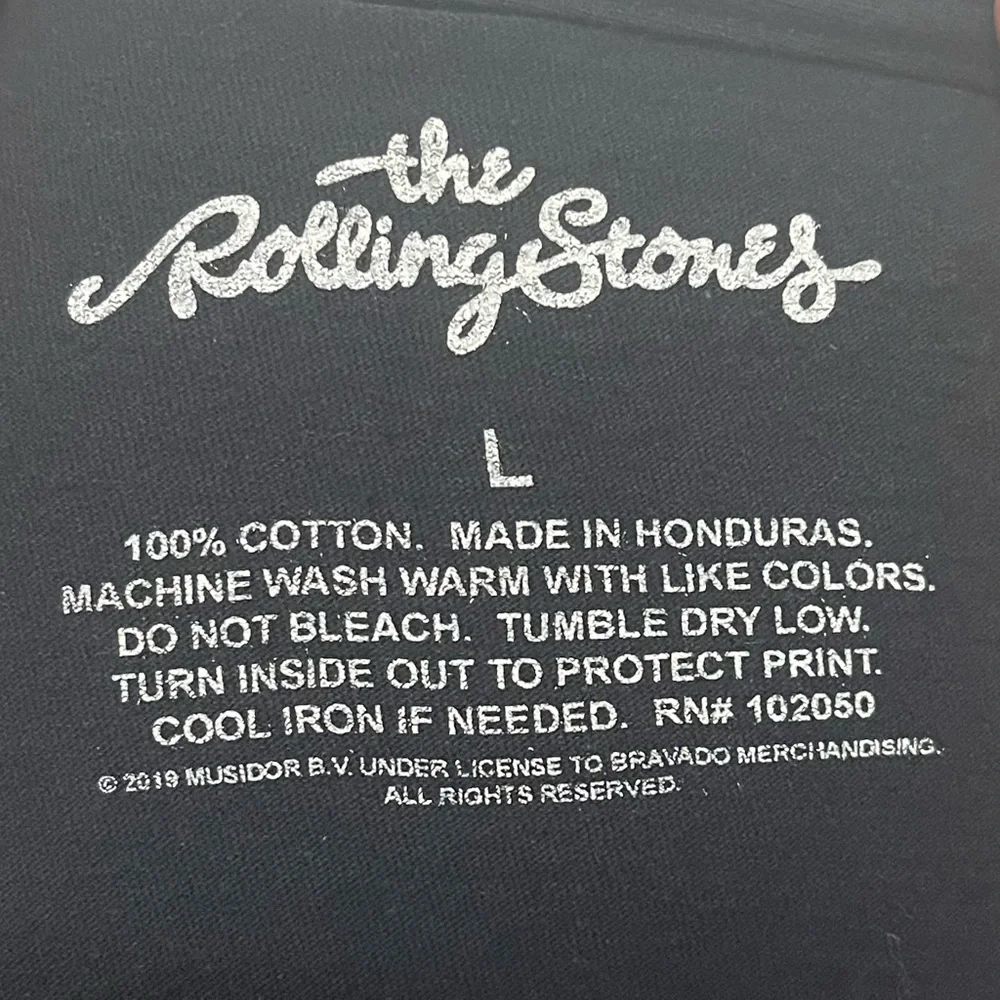 the
Rolling Stones
L
100% COTTON. MADE IN HONDURAS.
MACHINE WASH WARM WITH LIKE COLORS.
DO NOT BLEACH. TUMBLE DRY LOW.
TURN INSIDE OUT TO PROTECT PRINT.
COOL IRON IF NEEDED. RN# 102050
© 2019 MUSIDOR B.V. UNDER LICENSE TO BRAVADO MERCHANDISING.
ALL RIGHTS RESERVED.